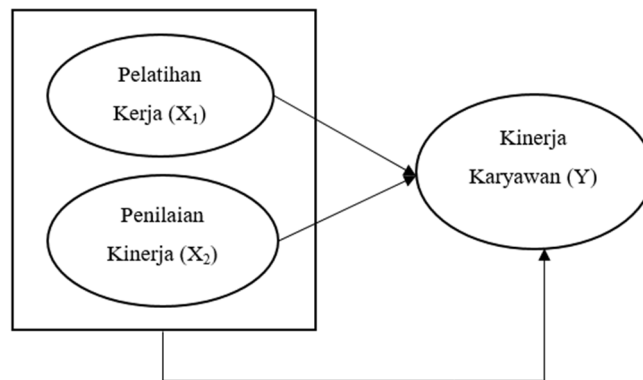 Pelatihan
Kerja (X₁)
Penilaian
Kinerja (X₂)
Kinerja
Karyawan (Y)